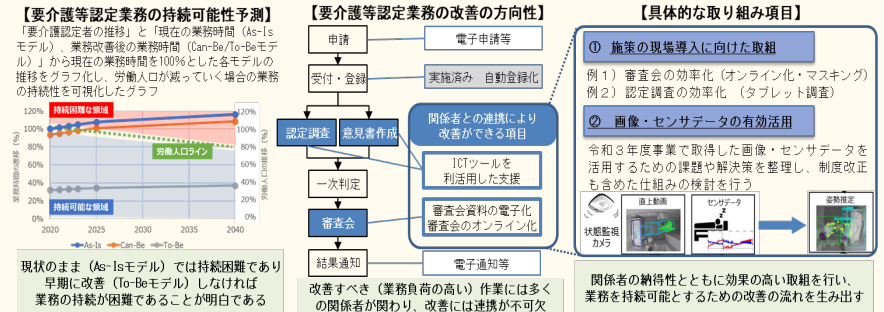 【要介護等認定業務の持続可能性予測】
「要介護認定者の推移」と「現在の業務時間(As-Is
モデル)、業務改善後の業務時間(Can-Be/To-Beモデ
ル)」から現在の業務時間を100%とした各モデルの
推移をグラフ化し、労働人口が減っていく場合の業務
の持続性を可視化したグラフ
120%
100%
80%
60%
40%
20%
0%
業務時間の推移(%)
持続困難な領域
労働人口ライン
持続可能な領域
120%
100%
80%
60%
40%
20%
0%
労働人口の推移(%)
2020 2025 2030 2035 2040
As-Is Can-Be To-Be
現状のまま(As-Isモデル)では持続困難であり
早期に改善(To-Beモデル)しなければ
業務の持続が困難であることが明白である
【要介護等認定業務の改善の方向性】
申請
電子申請等
受付・登録
実施済み 自動登録化
関係者との連携により
改善ができる項目
認定調査
意見書作成
ICTツールを
利活用した支援
一次判定
審査会
審査会資料の電子化
審査会のオンライン化
結果通知
電子通知等
改善すべき(業務負荷の高い)作業には多く
の関係者が関わり、改善には連携が不可欠
【具体的な取り組み項目】
① 施策の現場導入に向けた取組
例1)審査会の効率化(オンライン化・マスキング)
例2)認定調査の効率化 (タブレット調査)
② 画像・センサデータの有効活用
令和3年度事業で取得した画像・センサデータを
活用するための課題や解決策を整理し、制度改正
も含めた仕組みの検討を行う
状態監視
カメラ
直上動画
センサデータ
姿勢推定
関係者の納得性とともに効果の高い取組を行い、
業務を持続可能とするための改善の流れを生み出す